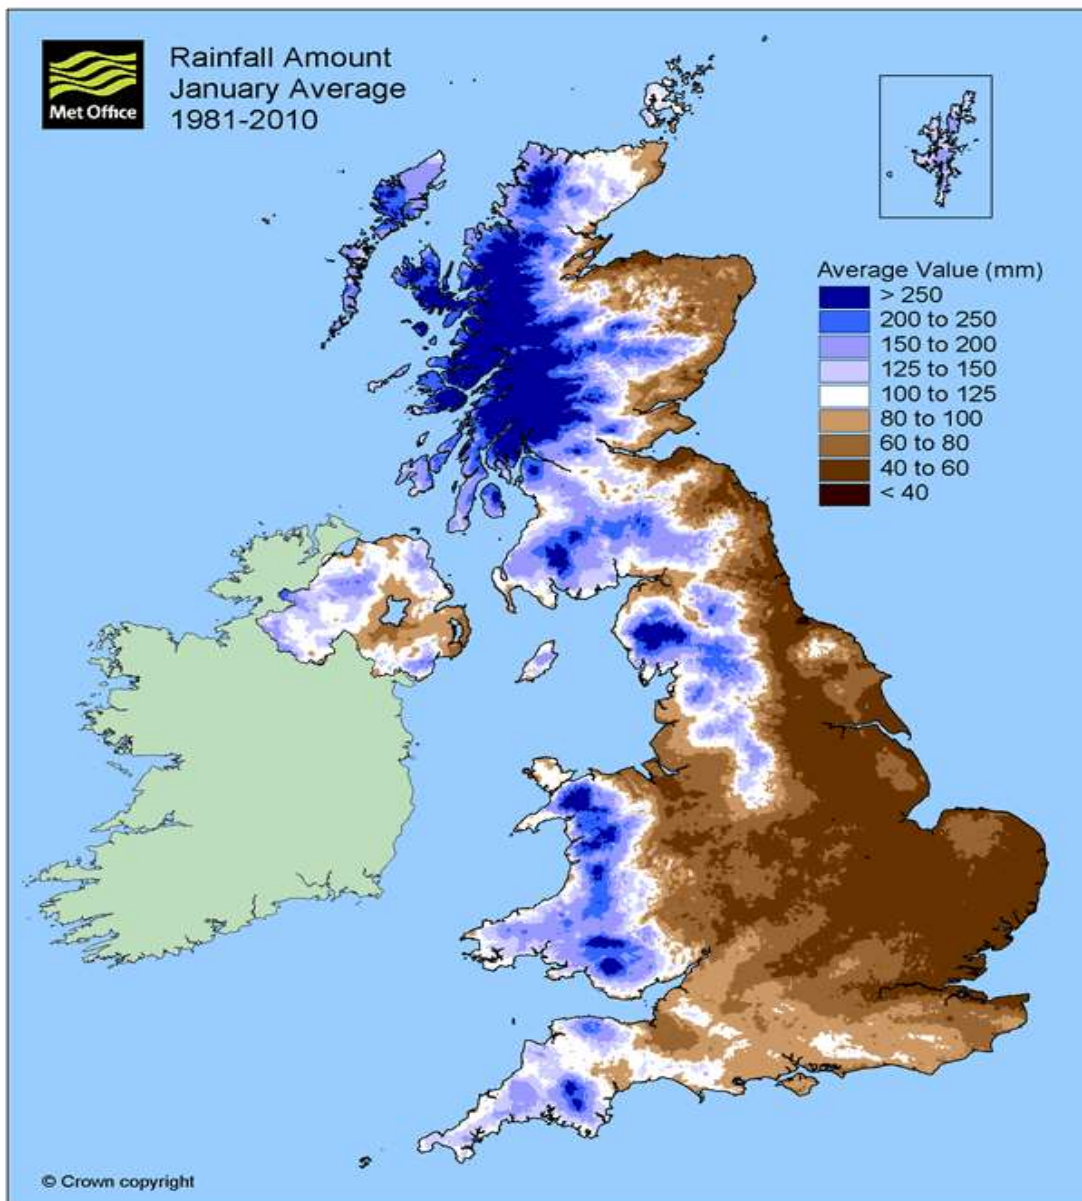 Met Office
Rainfall Amount
January Average
1981-2010
Average Value (mm)
> 250
200 to 250
150 to 200
125 to 150
100 to 125
80 to 100
60 to 80
40 to 60
< 40
© Crown copyright